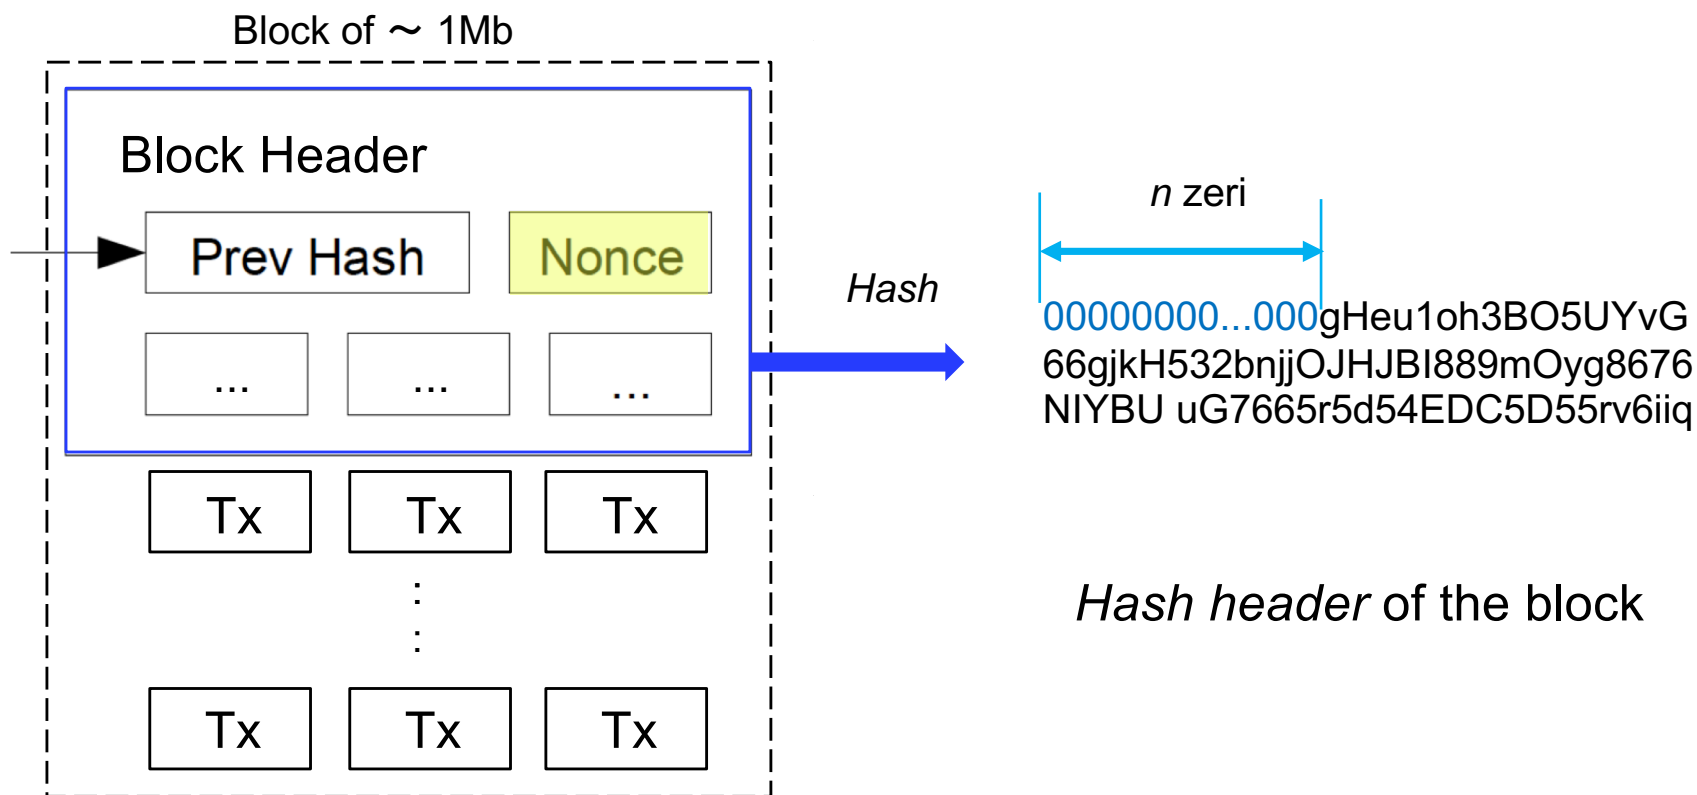 Block of ～ 1Mb
Block Header
Prev Hash
Nonce
...
...
...
Tx
Tx
Tx
Tx
Tx
Tx
Hash
n zeri
00000000...000gHeu1oh3BO5UYvG
66gjkH532bnjjOJHJBI889mOyg8676
NIYBU uG7665r5d54EDC5D55rv6iiq
Hash header of the block